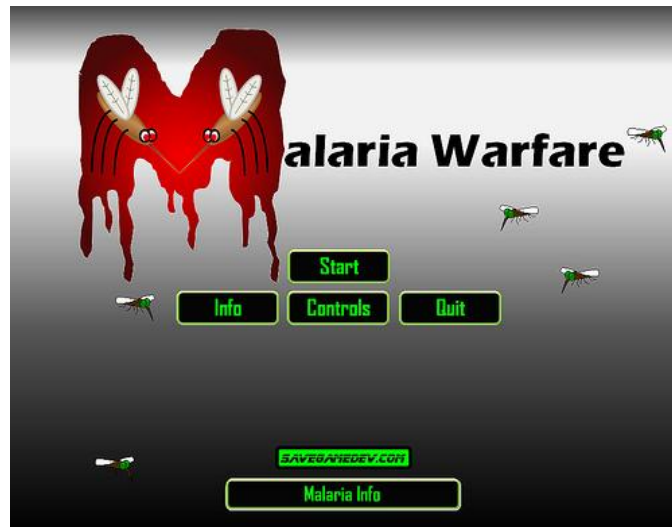 Malaria Warfare
Start
Info
Controls
Quit
SAVEGAMEDEV.COM
Malaria Info